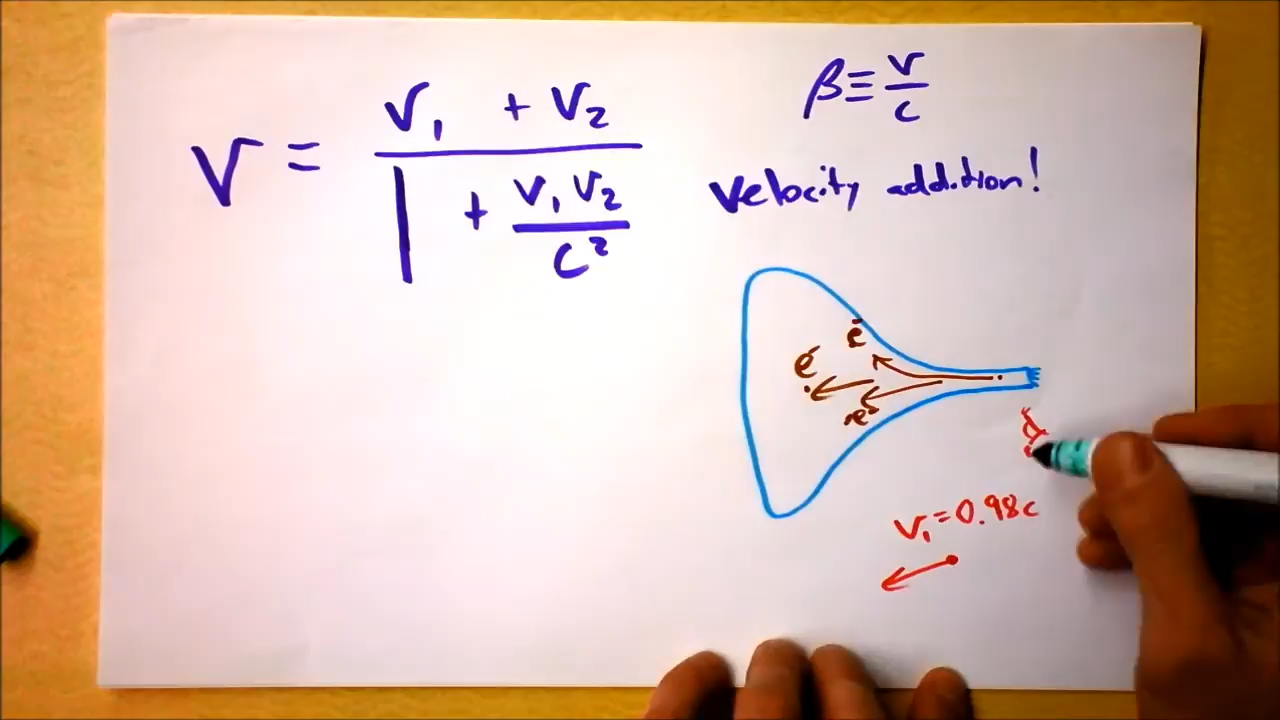 V = (V₁ + V₂) / (1 + (V₁V₂ / c²))
β ≡ v / c
Velocity addition!
e⁻
e⁻
e⁻
V₁ = 0.98c